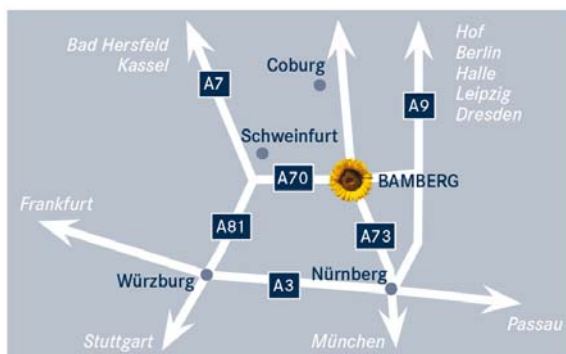 Bad Hersfeld
Kassel
Hof
Berlin
Halle
Leipzig
Dresden
Coburg
A7
A9
Schweinfurt
A70
BAMBERG
Frankfurt
A81
A73
Würzburg
A3
Nürnberg
Stuttgart
München
Passau